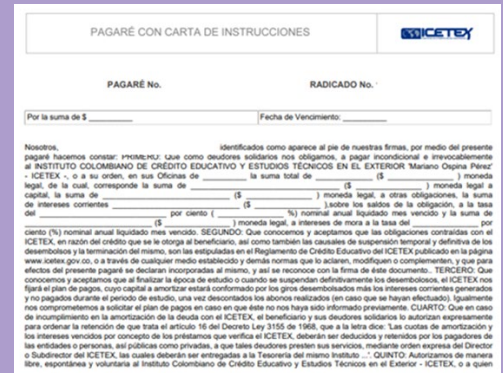 PAGARÉ CON CARTA DE INSTRUCCIONES
ICETEX
PAGARÉ No.
RADICADO No.
Por la suma de $ __________
Fecha de Vencimiento: __________
Nosotros, identificados como aparece al pie de nuestras firmas, por medio del presente
pagaré hacemos constar: PRIMERO: Que como deudores solidarios nos obligamos, a pagar incondicional e irrevocablemente
al INSTITUTO COLOMBIANO DE CRÉDITO EDUCATIVO Y ESTUDIOS TÉCNICOS EN EL EXTERIOR 'Mariano Ospina Pérez'
- ICETEX -, o a su orden, en sus Oficinas de __________ la suma total de __________ ($ __________ ) moneda
legal, de la cual, corresponde la suma de __________ ($ __________ ) moneda legal a
capital, la suma de __________ ($ __________ ) moneda legal, a otras obligaciones, la suma
de intereses corrientes __________ ($ __________ ),sobre los saldos de la obligación, a la tasa
del __________ por ciento ( __________ %) nominal anual liquidado mes vencido y la suma de
__________ ($ __________ ) moneda legal, a intereses de mora a la tasa del __________ por
ciento (%) nominal anual liquidado mes vencido. SEGUNDO: Que conocemos y aceptamos que las obligaciones contraídas con el
ICETEX, en razón del crédito que se le otorga al beneficiario, así como también las causales de suspensión temporal y definitiva de los
desembolsos y la terminación del mismo, son las estipuladas en el Reglamento de Crédito Educativo del ICETEX publicado en la página
www.icetex.gov.co, o a través de cualquier medio establecido y demás normas que lo aclaren, modifiquen o complementen, y que para
efectos del presente pagaré se declaran incorporadas al mismo, y así se reconoce con la firma de éste documento.. TERCERO: Que
conocemos y aceptamos que al finalizar la época de estudio o cuando se suspendan definitivamente los desembolsos, el ICETEX nos
fijará el plan de pagos, cuyo capital a amortizar estará conformado por los giros desembolsados más los intereses corrientes generados
y no pagados durante el periodo de estudio, una vez descontados los abonos realizados (en caso que se hayan efectuado). Igualmente
nos comprometemos a solicitar el plan de pagos en caso en que éste no nos haya sido informado previamente. CUARTO: Que en caso
de incumplimiento en la amortización de la deuda con el ICETEX, el beneficiario y sus deudores solidarios lo autorizan expresamente
para ordenar la retención de que trata el artículo 16 del Decreto Ley 3155 de 1968, que a la letra dice: 'Las cuotas de amortización y
los intereses vencidos por concepto de los préstamos que verifica el ICETEX, deberán ser deducidos y retenidos por los pagadores de
las entidades o personas, así públicas como privadas, a que tales deudores presten sus servicios, mediante orden expresa del Director
o Subdirector del ICETEX, las cuales deberán ser entregadas a la Tesorería del mismo Instituto ...'. QUINTO: Autorizamos de manera
libre, espontánea y voluntaria al Instituto Colombiano de Crédito Educativo y Estudios Técnicos en el Exterior - ICETEX, o a quien